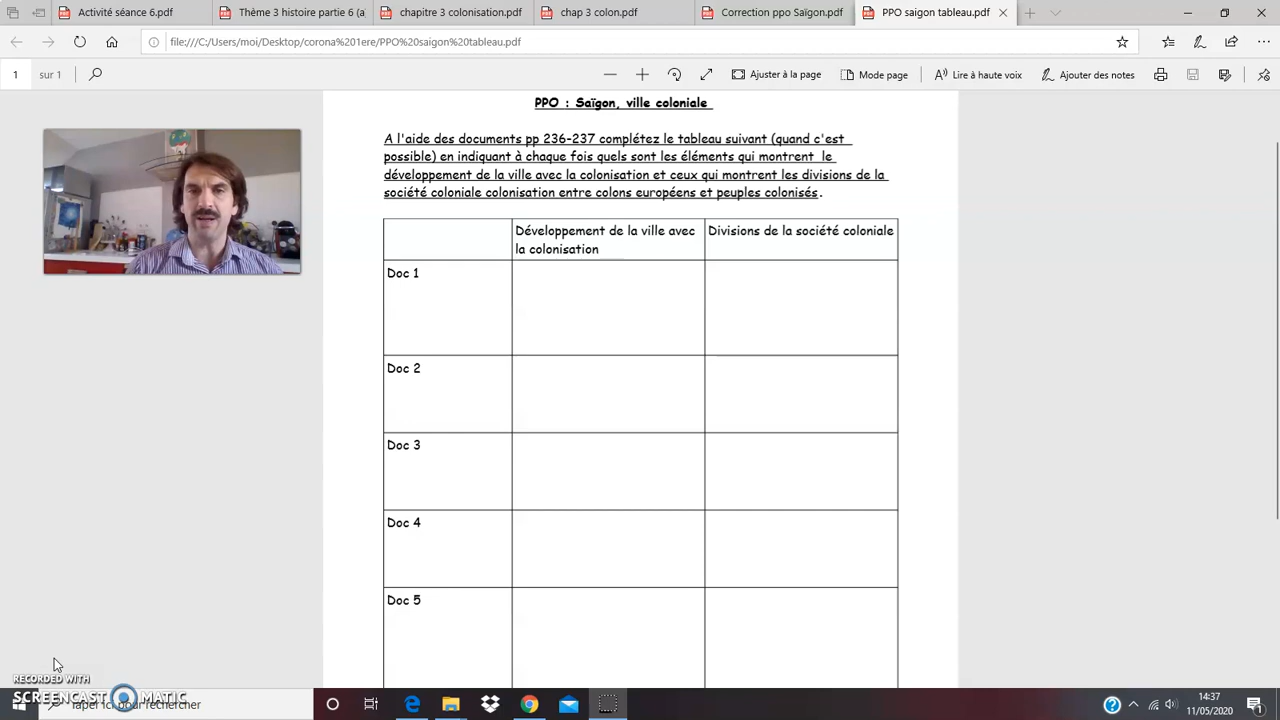 Activité séance 6.pdf
Thème 3 histoire partie 6 (a
chapitre 3 colonisation.pdf
chap 3 colon.pdf
Correction ppo Saïgon.pdf
PPO saigon tableau.pdf
file:///C:/Users/moi/Desktop/corona%201ere/PPO%20saigon%20tableau.pdf
1 sur 1
Ajuster à la page
Mode page
Lire à haute voix
Ajouter des notes
PPO : Saïgon, ville coloniale
A l'aide des documents pp 236-237 complétez le tableau suivant (quand c'est
possible) en indiquant à chaque fois quels sont les éléments qui montrent le
développement de la ville avec la colonisation et ceux qui montrent les divisions de la
société coloniale colonisation entre colons européens et peuples colonisés.
Développement de la ville avec
la colonisation
Divisions de la société coloniale
Doc 1
Doc 2
Doc 3
Doc 4
Doc 5
RECORDED WITH
SCREENCAST MATIC
Taper ici pour rechercher
14:37
11/05/2020